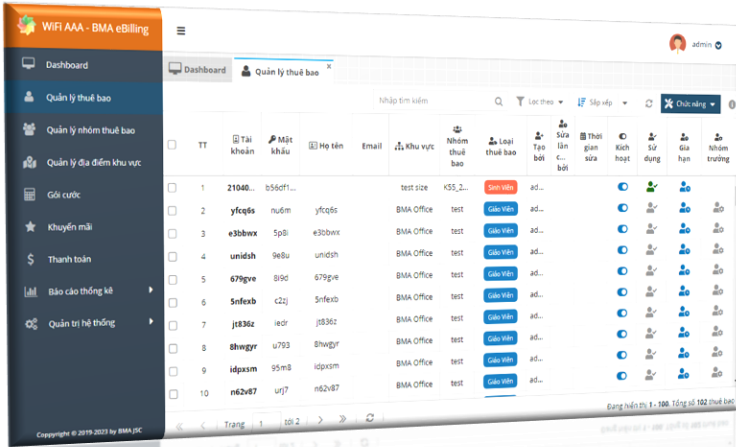 WiFi AAA - BMA eBilling
admin
Dashboard
Quản lý thuê bao
Quản lý nhóm thuê bao
Quản lý địa điểm khu vực
Gói cước
Khuyến mãi
Thanh toán
Báo cáo thống kê
Quản trị hệ thống
Copyright © 2019-2023 by BMA JSC
Dashboard
Quản lý thuê bao x
Nhập tìm kiếm
Lọc theo
Sắp xếp
Chức năng
TT Tài khoản Mật khẩu Họ tên Email Khu vực Nhóm thuê bao Loại thuê bao Tạo bởi Sửa lần c... bởi Thời gian sửa Kích hoạt Sử dụng Gia hạn Nhóm trưởng
1 21040... b56df1... test size K55_2... Sinh Viên ad...
2 yfcq6s nu6m yfcq6s BMA Office test Giáo Viên ad...
3 e3bbwx 5p8i e3bbwx BMA Office test Giáo Viên ad...
4 unidsh 9e8u unidsh BMA Office test Giáo Viên ad...
5 679gve 8i9d 679gve BMA Office test Giáo Viên ad...
6 5nfexb c2zj 5nfexb BMA Office test Giáo Viên ad...
7 jt836z iedr jt836z BMA Office test Giáo Viên ad...
8 8hwgyr u793 8hwgyr BMA Office test Giáo Viên ad...
9 idpxsm 95m8 idpxsm BMA Office test Giáo Viên ad...
10 n62v87 urj7 n62v87 BMA Office test Giáo Viên ad...
Trang 1 tới 2
Đang hiển thị 1 - 100. Tổng số 102 thuê bao